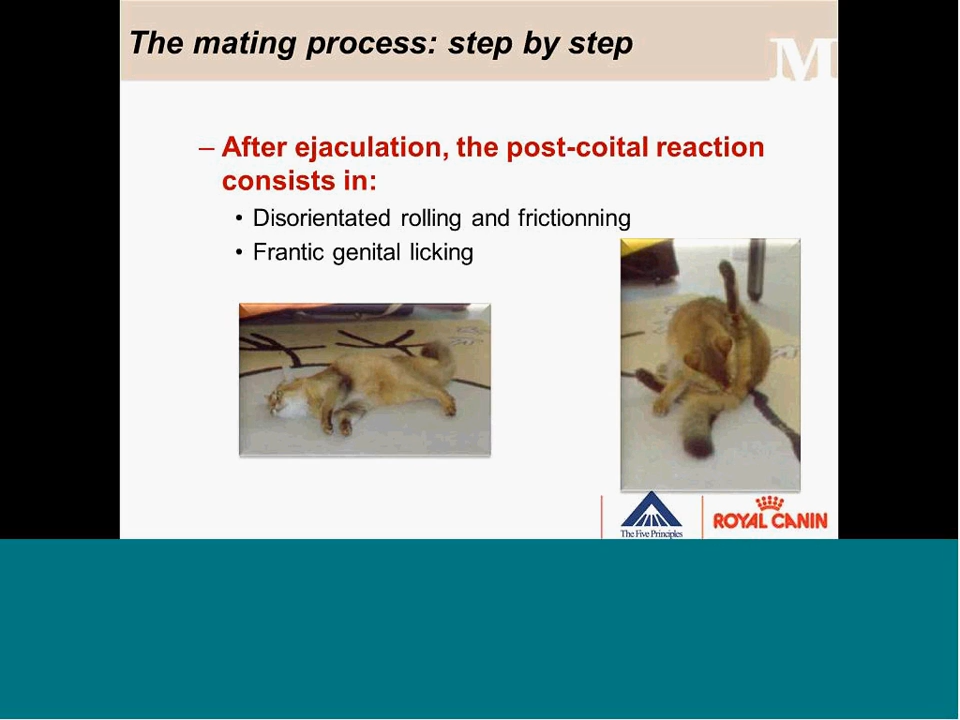 The mating process: step by step
M
– After ejaculation, the post-coital reaction
consists in:
• Disorientated rolling and frictionning
• Frantic genital licking
The Five Principles
ROYAL CANIN